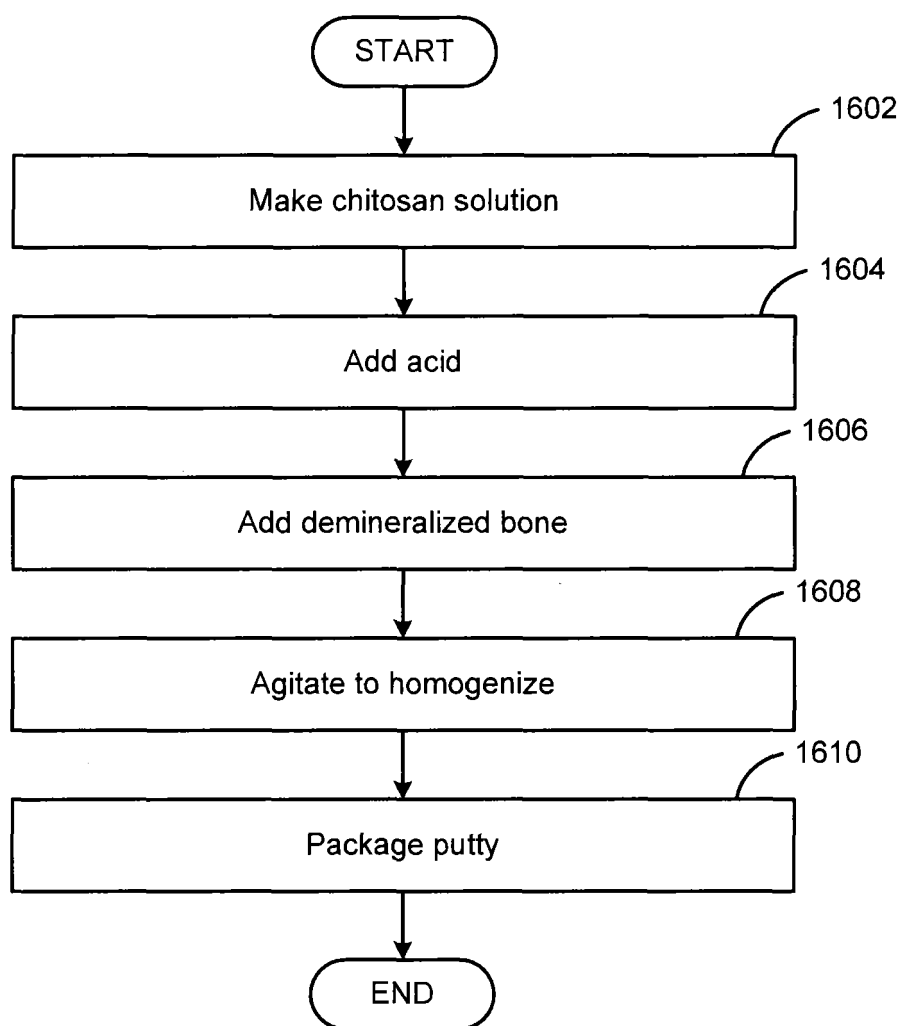 START
1602
Make chitosan solution
1604
Add acid
1606
Add demineralized bone
1608
Agitate to homogenize
1610
Package putty
END